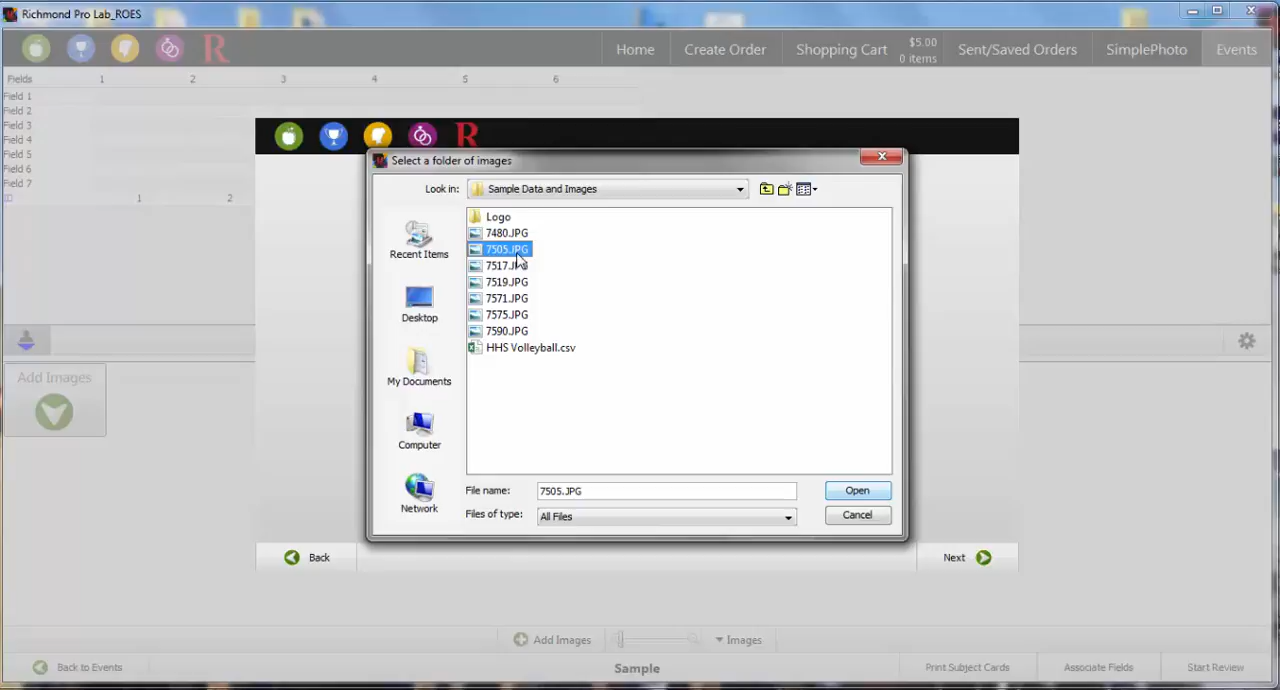 Richmond Pro Lab_ROES
R
Home
Create Order
Shopping Cart
$5.00
0 items
Sent/Saved Orders
SimplePhoto
Events
Fields 1 2 3 4 5 6
Field 1
Field 2
Field 3
Field 4
Field 5
Field 6
Field 7
ID 1 2
Add Images
R
Select a folder of images
Look in: Sample Data and Images
Recent Items
Desktop
My Documents
Computer
Network
Logo
7480.JPG
7505.JPG
7517.JPG
7519.JPG
7571.JPG
7575.JPG
7590.JPG
HHS Volleyball.csv
File name: 7505.JPG
Open
Files of type: All Files
Cancel
Back
Next
Add Images
Images
Back to Events
Sample
Print Subject Cards
Associate Fields
Start Review